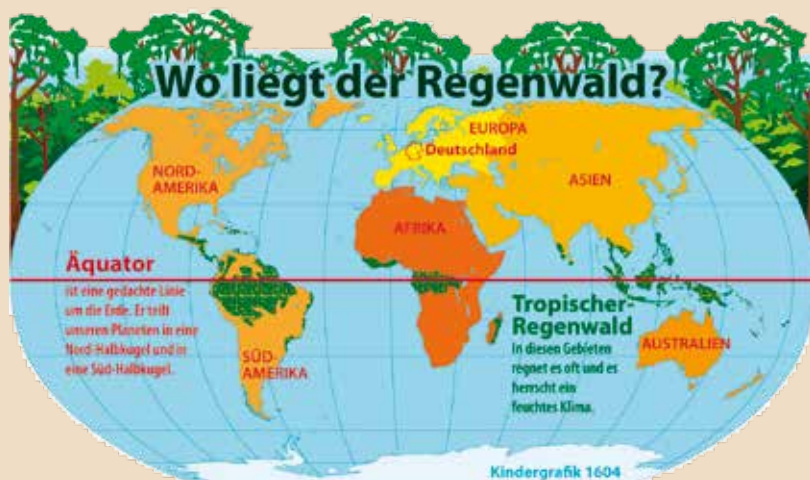 Wo liegt der Regenwald?
EUROPA
Deutschland
NORD-
AMERIKA
ASIEN
AFRIKA
Äquator
ist eine gedachte Linie
um die Erde. Er teilt
unseren Planeten in eine
Nord-Halbkugel und in
eine Süd-Halbkugel.
SÜD-
AMERIKA
Tropischer-
Regenwald
In diesen Gebieten
regnet es oft und es
herrscht ein
feuchtes Klima.
AUSTRALIEN
Kindergrafik 1604